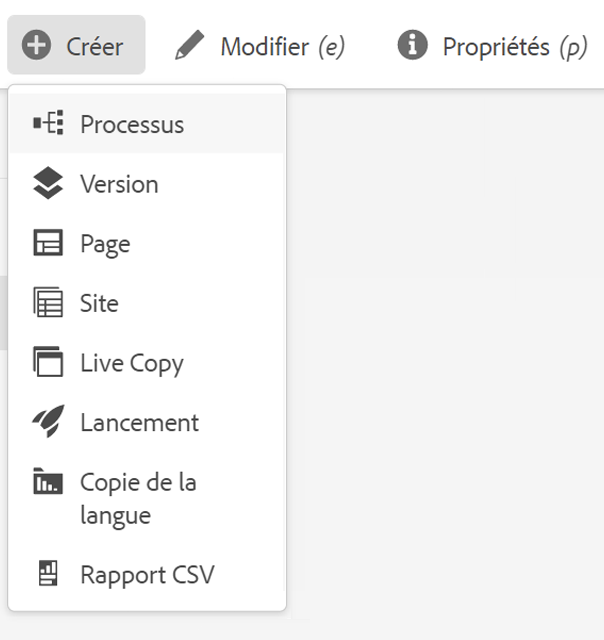 Créer Modifier (e) Propriétés (p)
Processus
Version
Page
Site
Live Copy
Lancement
Copie de la
langue
Rapport CSV